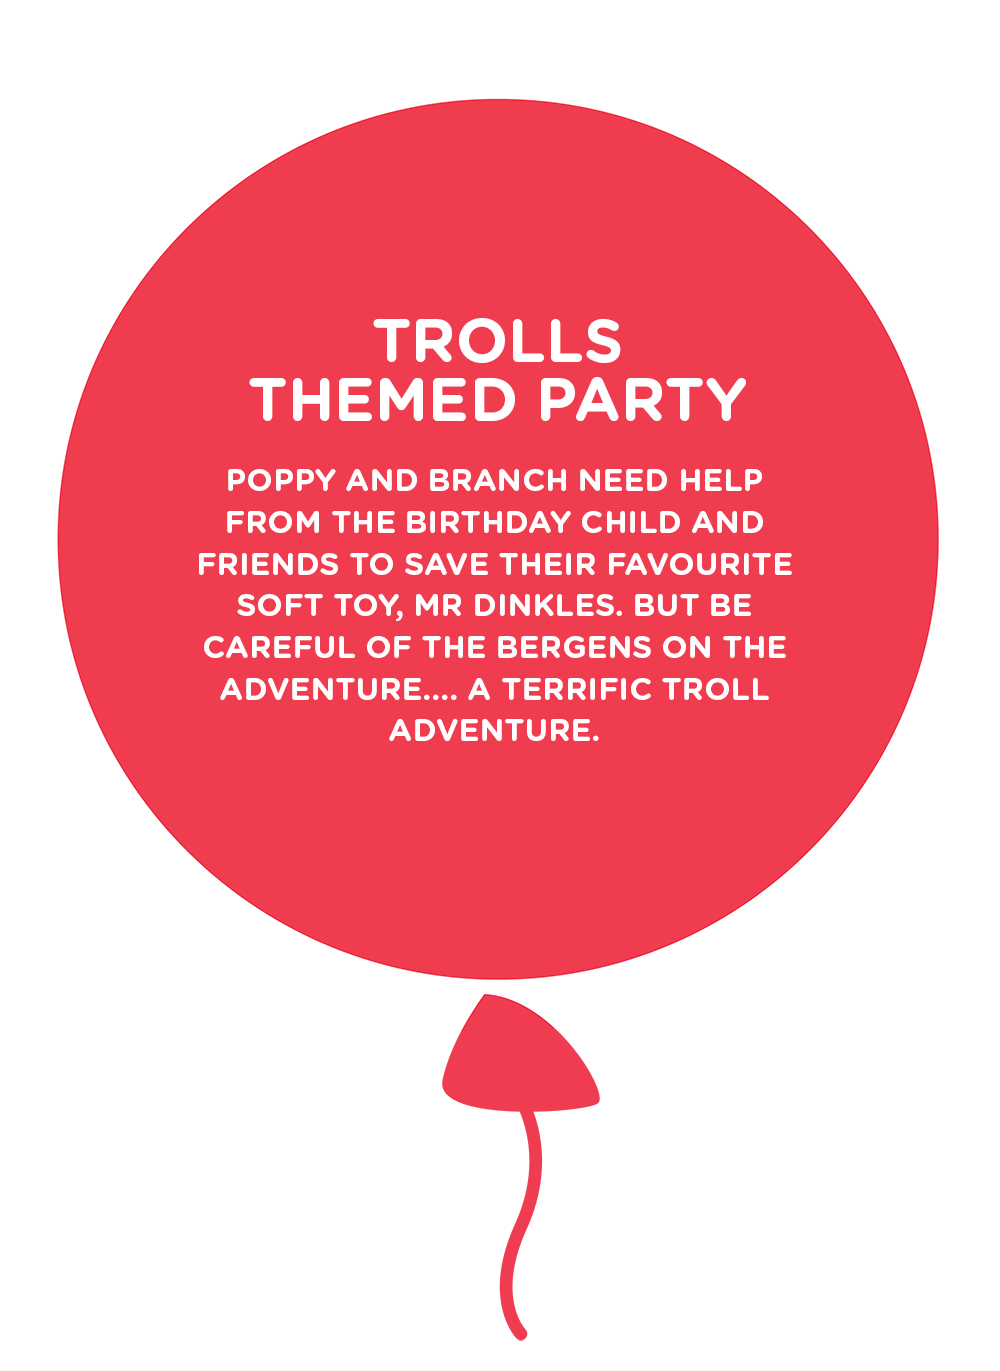 TROLLS
THEMED PARTY
POPPY AND BRANCH NEED HELP
FROM THE BIRTHDAY CHILD AND
FRIENDS TO SAVE THEIR FAVOURITE
SOFT TOY, MR DINKLES. BUT BE
CAREFUL OF THE BERGENS ON THE
ADVENTURE.... A TERRIFIC TROLL
ADVENTURE.